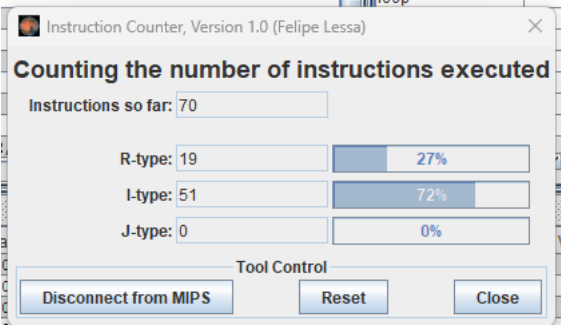 loop
Instruction Counter, Version 1.0 (Felipe Lessa)
Counting the number of instructions executed
Instructions so far: 70
R-type: 19 27%
I-type: 51 72%
J-type: 0 0%
Tool Control
Disconnect from MIPS Reset Close